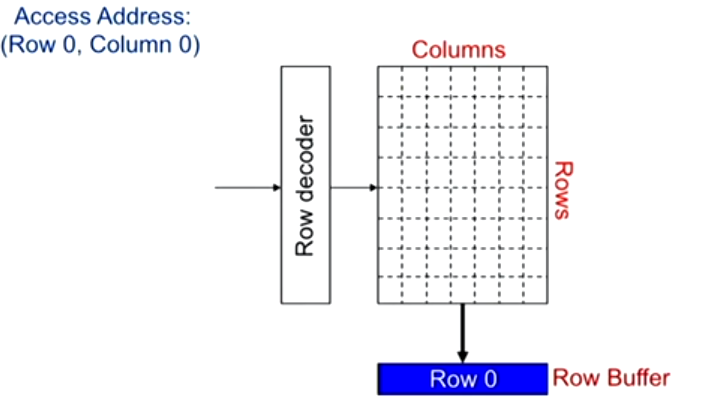 Access Address:
(Row 0, Column 0)
Columns
Row decoder
Rows
Row 0
Row Buffer